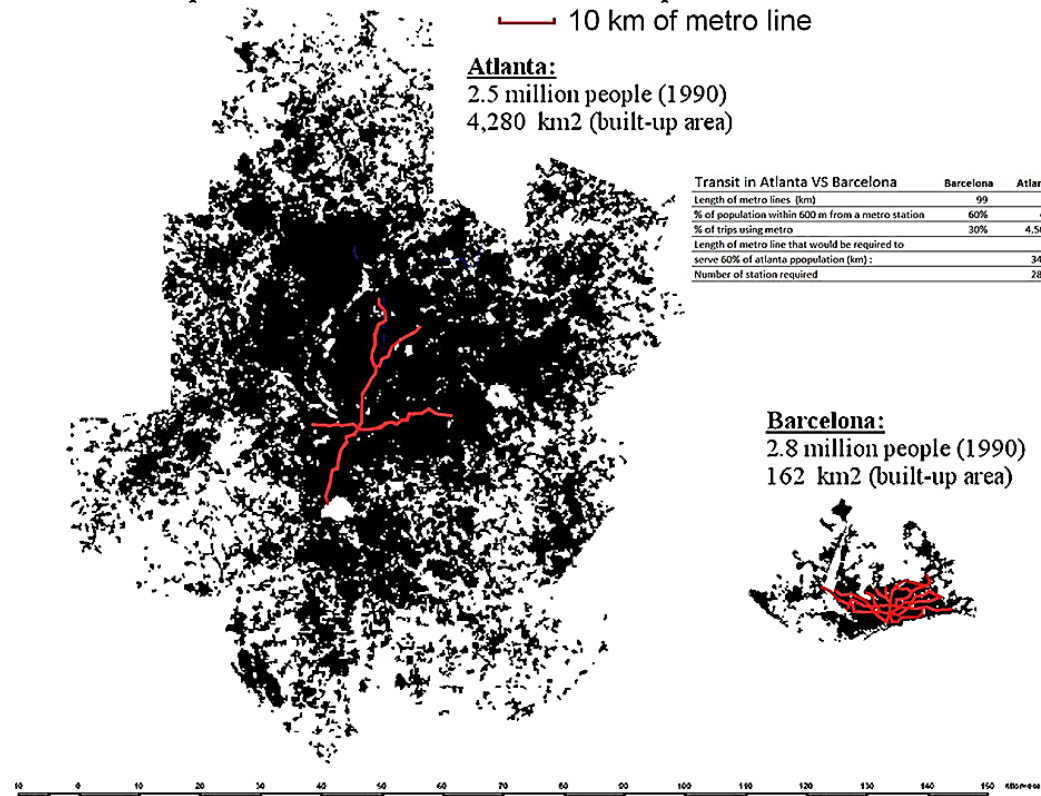 10 km of metro line
Atlanta:
2.5 million people (1990)
4,280 km2 (built-up area)
Transit in Atlanta VS Barcelona Barcelona
Length of metro lines (km) 99
% of population within 600 m from a metro station 60%
% of trips using metro 30%
Length of metro line that would be required to
serve 60% of atlanta ppopulation (km) :
Number of station required
Barcelona:
2.8 million people (1990)
162 km2 (built-up area)
10 0 10 20 30 40 50 60 70 80 90 100 110 120 130 140 150